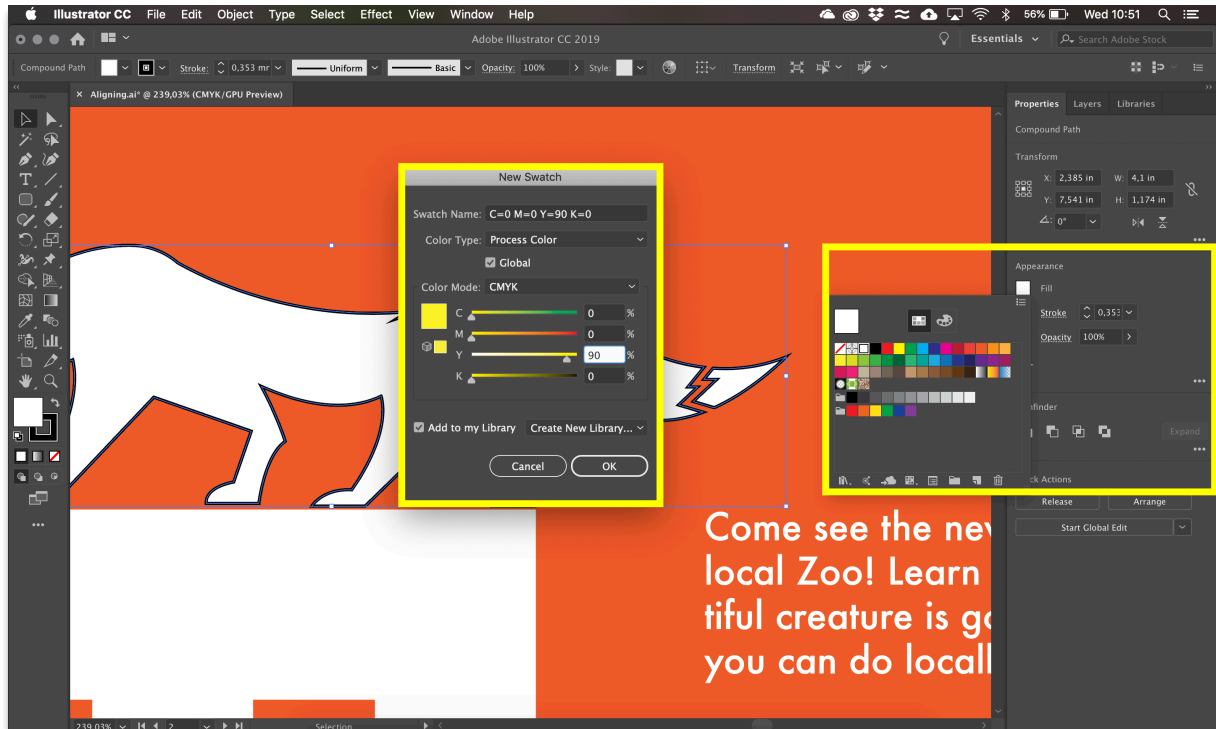 Illustrator CC File Edit Object Type Select Effect View Window Help 56% Wed 10:51
Adobe Illustrator CC 2019 Essentials Search Adobe Stock
Compound Path Stroke: 0,353 mr Uniform Basic Opacity: 100% Style: Transform
× Aligning.ai* @ 239,03% (CMYK/GPU Preview)
Properties Layers Libraries
Compound Path
Transform
X: 2,385 in W: 4,1 in
Y: 7,541 in H: 1,174 in
0°
Appearance
Fill
Stroke 0,353
Opacity 100%
finder
Expand
ck Actions
Release Arrange
Start Global Edit
New Swatch
Swatch Name: C=0 M=0 Y=90 K=0
Color Type: Process Color
Global
Color Mode: CMYK
C 0 %
M 0 %
Y 90 %
K 0 %
Add to my Library Create New Library...
Cancel OK
Come see the new
local Zoo! Learn
tiful creature is go
you can do locall
239,03% 2 Selection